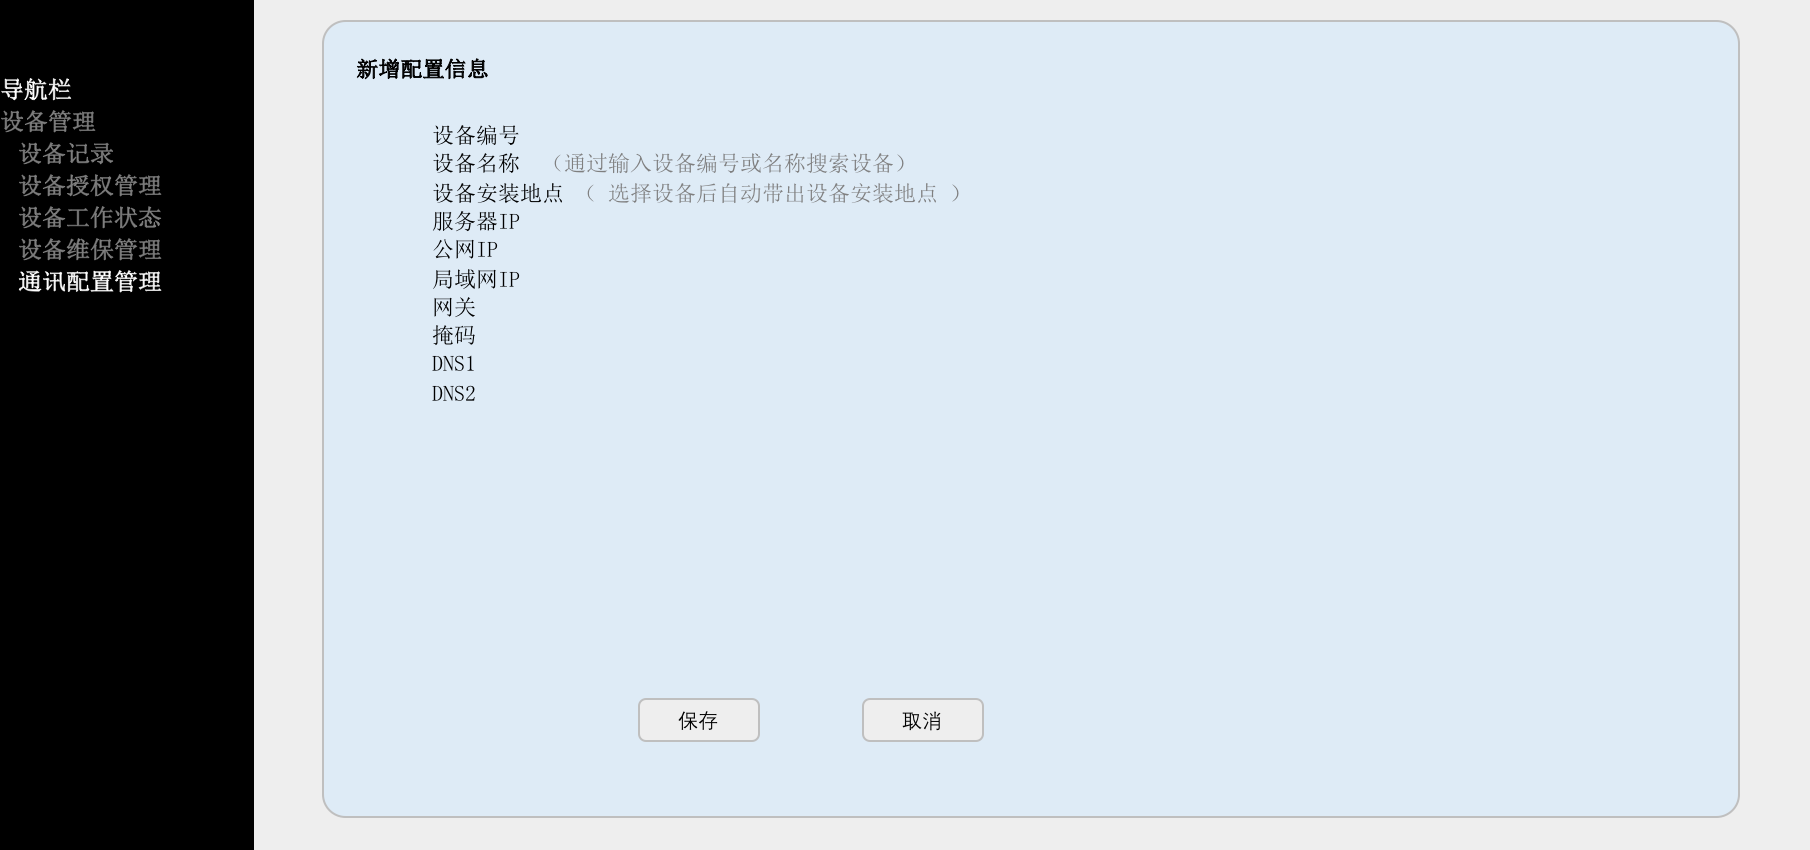 导航栏
设备管理
设备记录
设备授权管理
设备工作状态
设备维保管理
通讯配置管理
新增配置信息
设备编号
设备名称 （通过输入设备编号或名称搜索设备）
设备安装地点 （ 选择设备后自动带出设备安装地点 ）
服务器IP
公网IP
局域网IP
网关
掩码
DNS1
DNS2
保存
取消